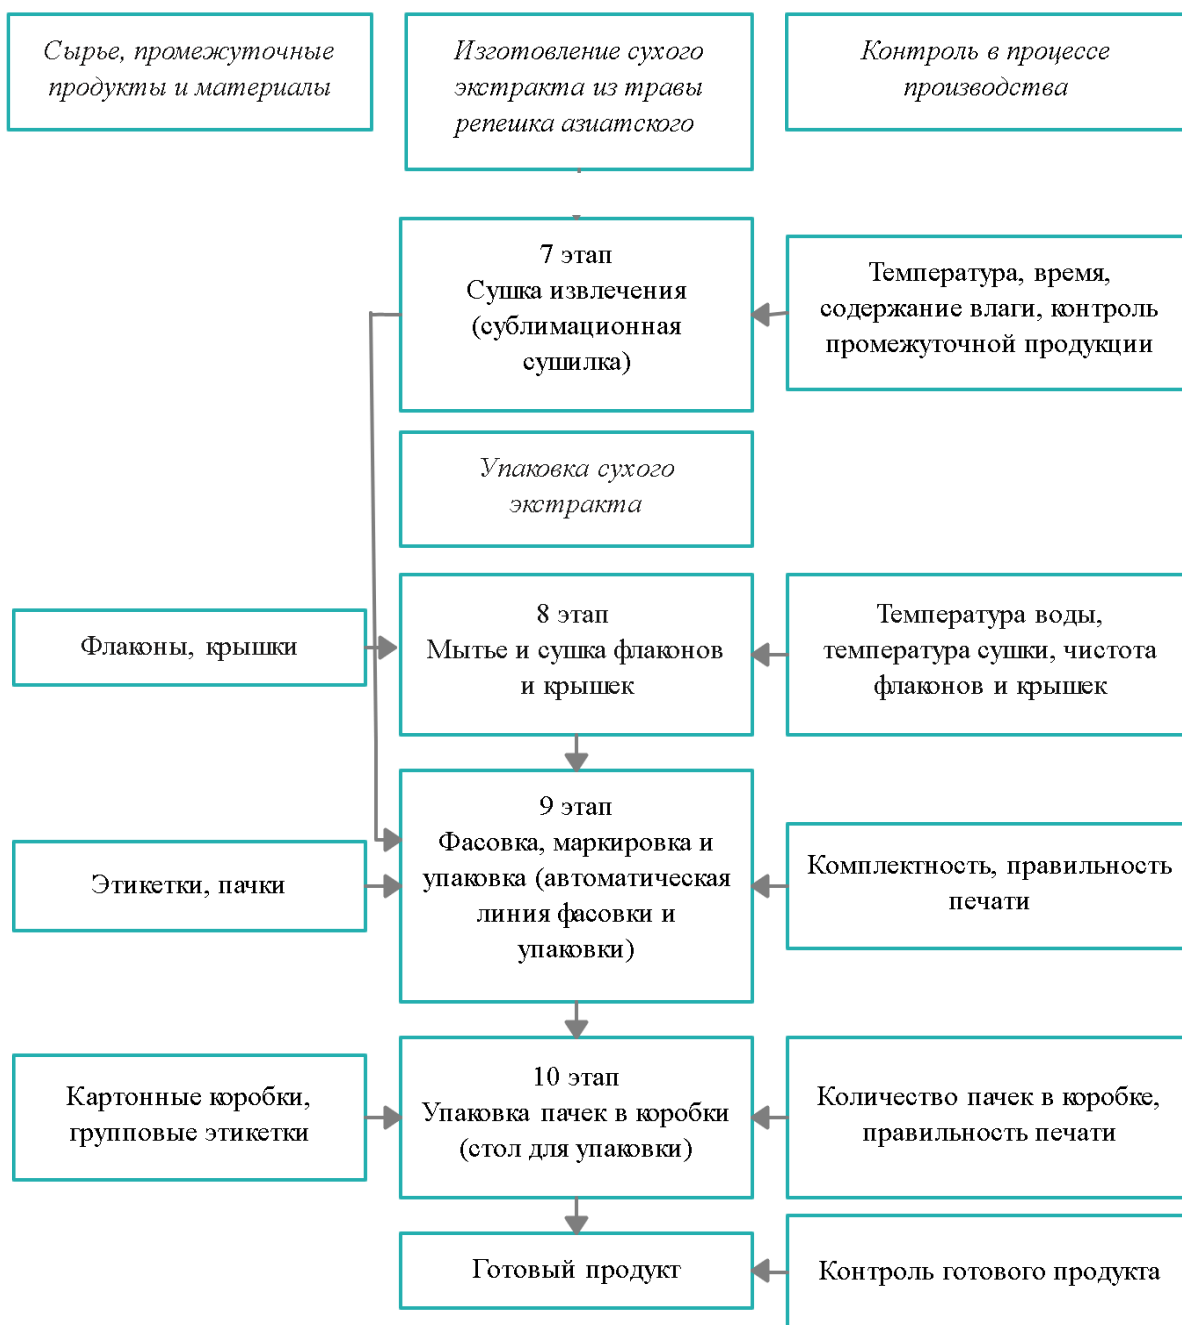 Сырье, промежуточные
продукты и материалы
Изготовление сухого
экстракта из травы
репешка азиатского
Контроль в процессе
производства
7 этап
Сушка извлечения
(сублимационная
сушилка)
Температура, время,
содержание влаги, контроль
промежуточной продукции
Упаковка сухого
экстракта
Флаконы, крышки
8 этап
Мытье и сушка флаконов
и крышек
Температура воды,
температура сушки, чистота
флаконов и крышек
Этикетки, пачки
9 этап
Фасовка, маркировка и
упаковка (автоматическая
линия фасовки и
упаковки)
Комплектность, правильность
печати
Картонные коробки,
групповые этикетки
10 этап
Упаковка пачек в коробки
(стол для упаковки)
Количество пачек в коробке,
правильность печати
Готовый продукт
Контроль готового продукта